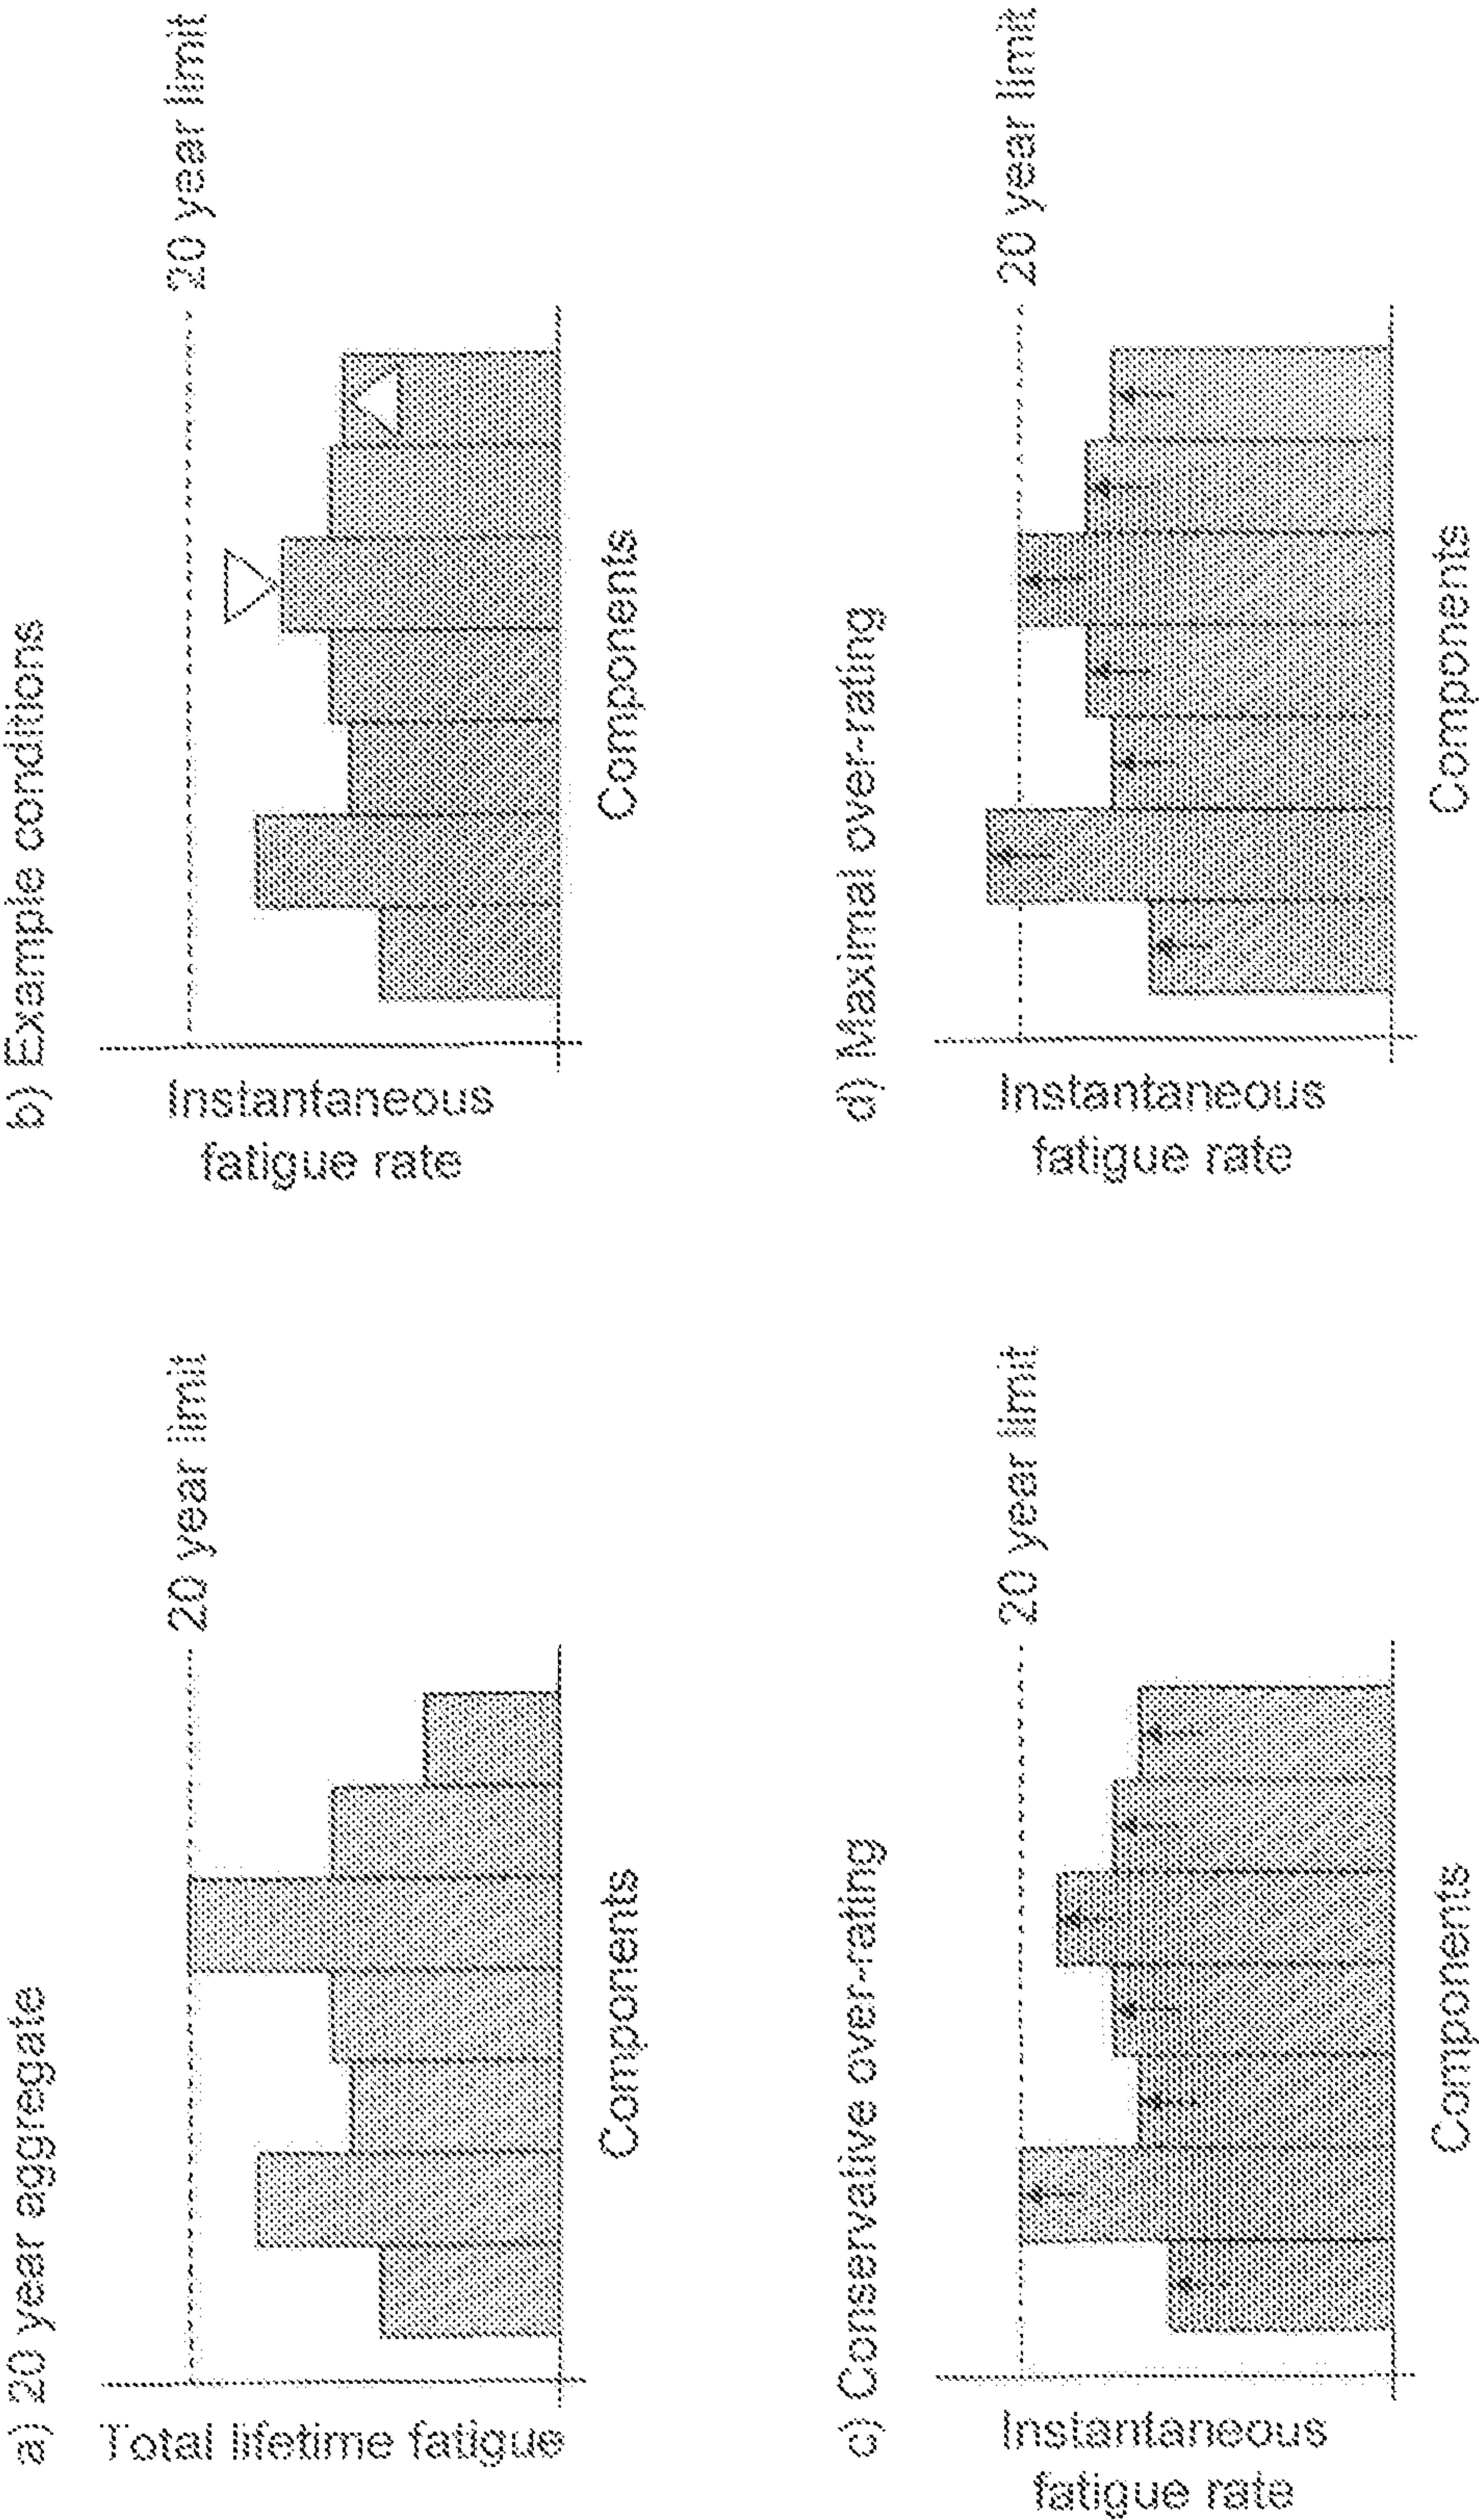 a) 20 year aggregate
Total lifetime fatigue
20 year limit
Components
b) Example conditions
Instantaneous
fatigue rate
20 year limit
Components
c) Conservative over-rating
Instantaneous
fatigue rate
20 year limit
Components
d) Maximal over-rating
Instantaneous
fatigue rate
20 year limit
Components